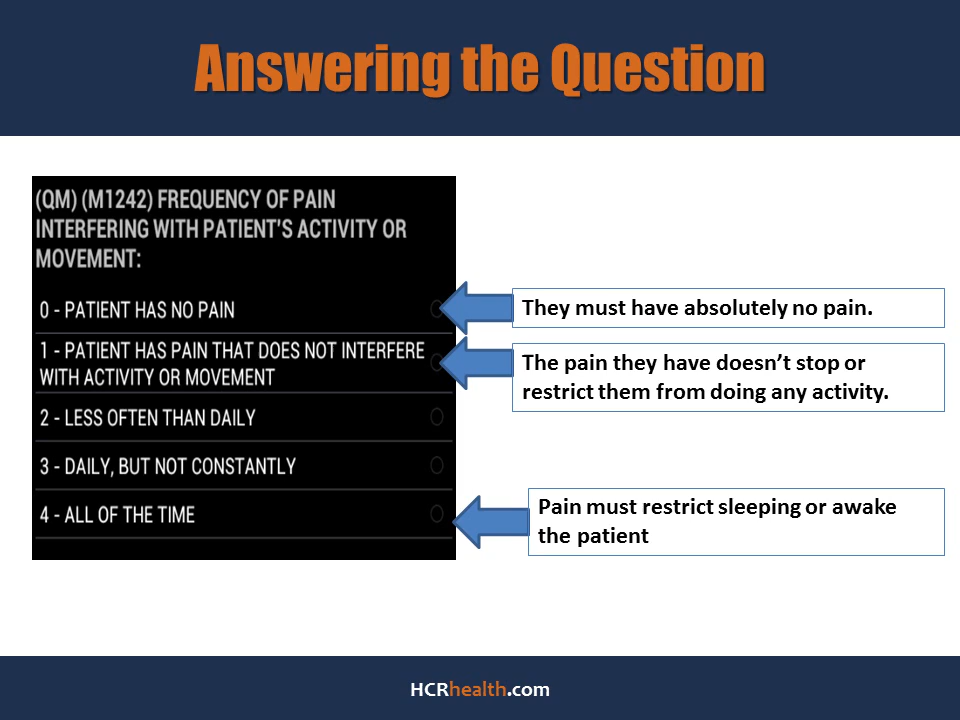 Answering the Question
(QM) (M1242) FREQUENCY OF PAIN
INTERFERING WITH PATIENT'S ACTIVITY OR
MOVEMENT:
0 - PATIENT HAS NO PAIN
They must have absolutely no pain.
1 - PATIENT HAS PAIN THAT DOES NOT INTERFERE
WITH ACTIVITY OR MOVEMENT
The pain they have doesn't stop or
restrict them from doing any activity.
2 - LESS OFTEN THAN DAILY
3 - DAILY, BUT NOT CONSTANTLY
4 - ALL OF THE TIME
Pain must restrict sleeping or awake
the patient
HCRhealth.com